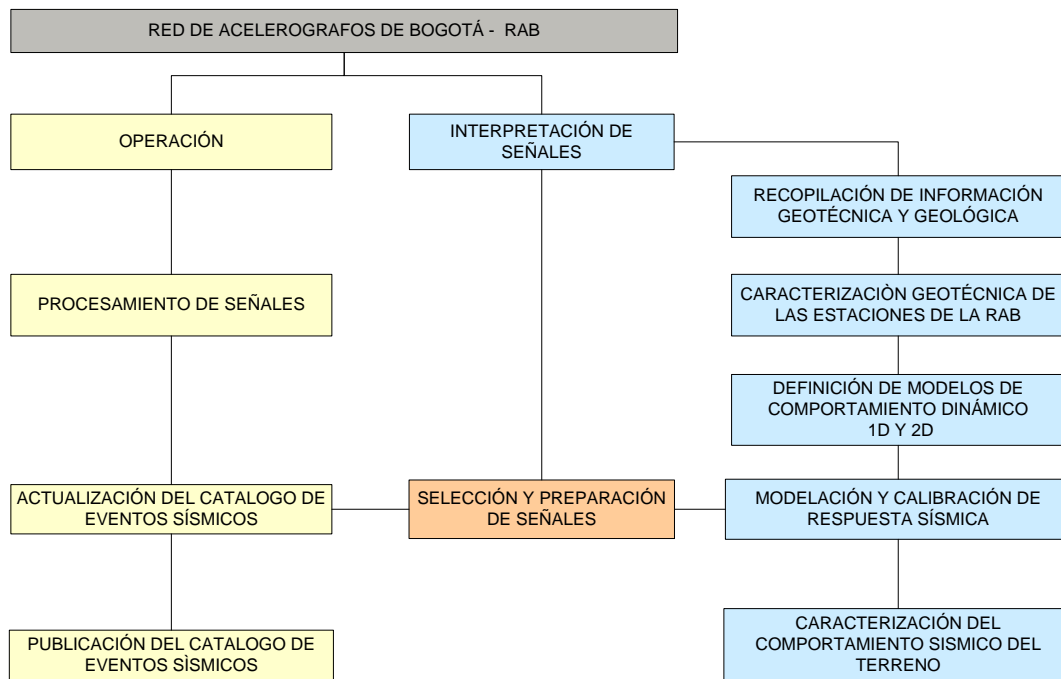 RED DE ACELEROGRAFOS DE BOGOTÁ - RAB
OPERACIÓN
INTERPRETACIÓN DE
SEÑALES
RECOPILACIÓN DE INFORMACIÓN
GEOTÉCNICA Y GEOLÓGICA
PROCESAMIENTO DE SEÑALES
CARACTERIZACIÒN GEOTÉCNICA DE
LAS ESTACIONES DE LA RAB
DEFINICIÓN DE MODELOS DE
COMPORTAMIENTO DINÁMICO
1D Y 2D
ACTUALIZACIÓN DEL CATALOGO DE
EVENTOS SÍSMICOS
SELECCIÓN Y PREPARACIÓN
DE SEÑALES
MODELACIÓN Y CALIBRACIÓN DE
RESPUESTA SÍSMICA
PUBLICACIÓN DEL CATALOGO DE
EVENTOS SÌSMICOS
CARACTERIZACIÓN DEL
COMPORTAMIENTO SISMICO DEL
TERRENO